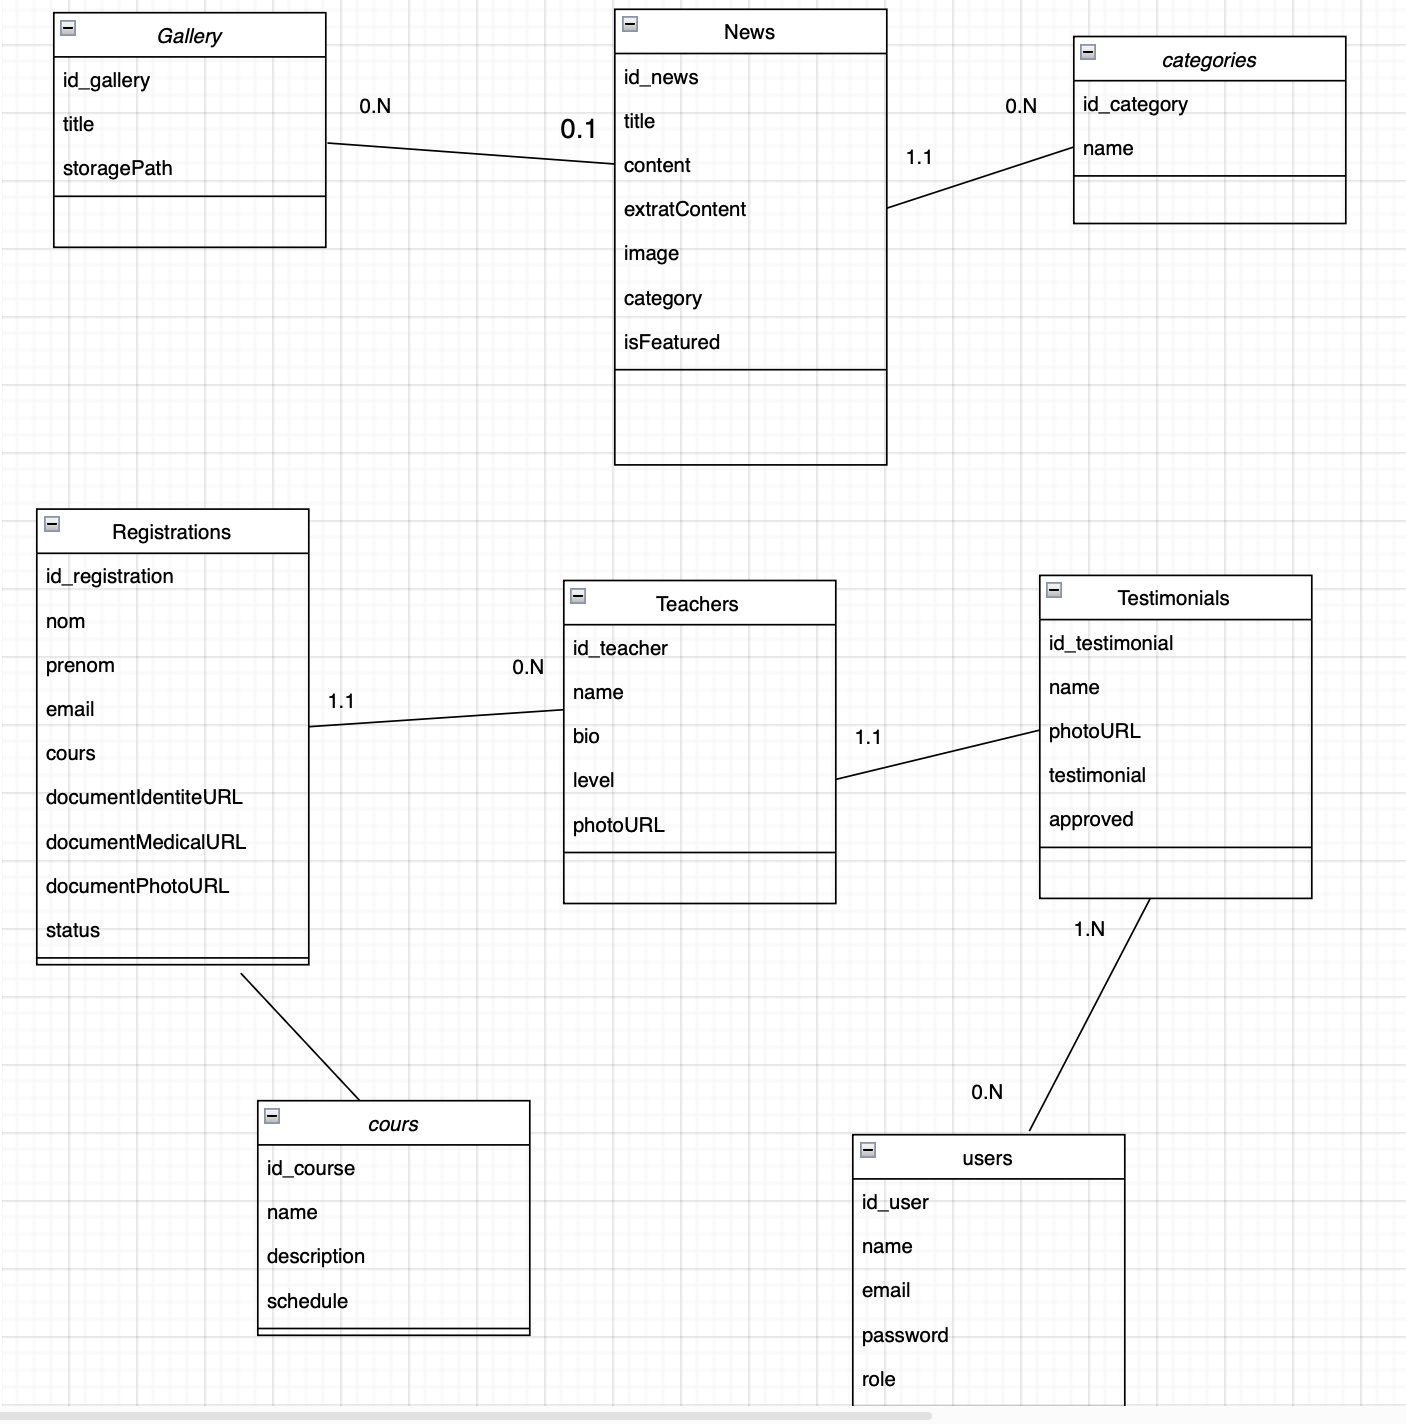 Gallery
id_gallery
title
storagePath
0.N
0.1
News
id_news
title
content
extratContent
image
category
isFeatured
1.1
0.N
categories
id_category
name
Registrations
id_registration
nom
prenom
email
cours
documentIdentiteURL
documentMedicalURL
documentPhotoURL
status
1.1
0.N
Teachers
id_teacher
name
bio
level
photoURL
1.1
Testimonials
id_testimonial
name
photoURL
testimonial
approved
1.N
0.N
cours
id_course
name
description
schedule
users
id_user
name
email
password
role